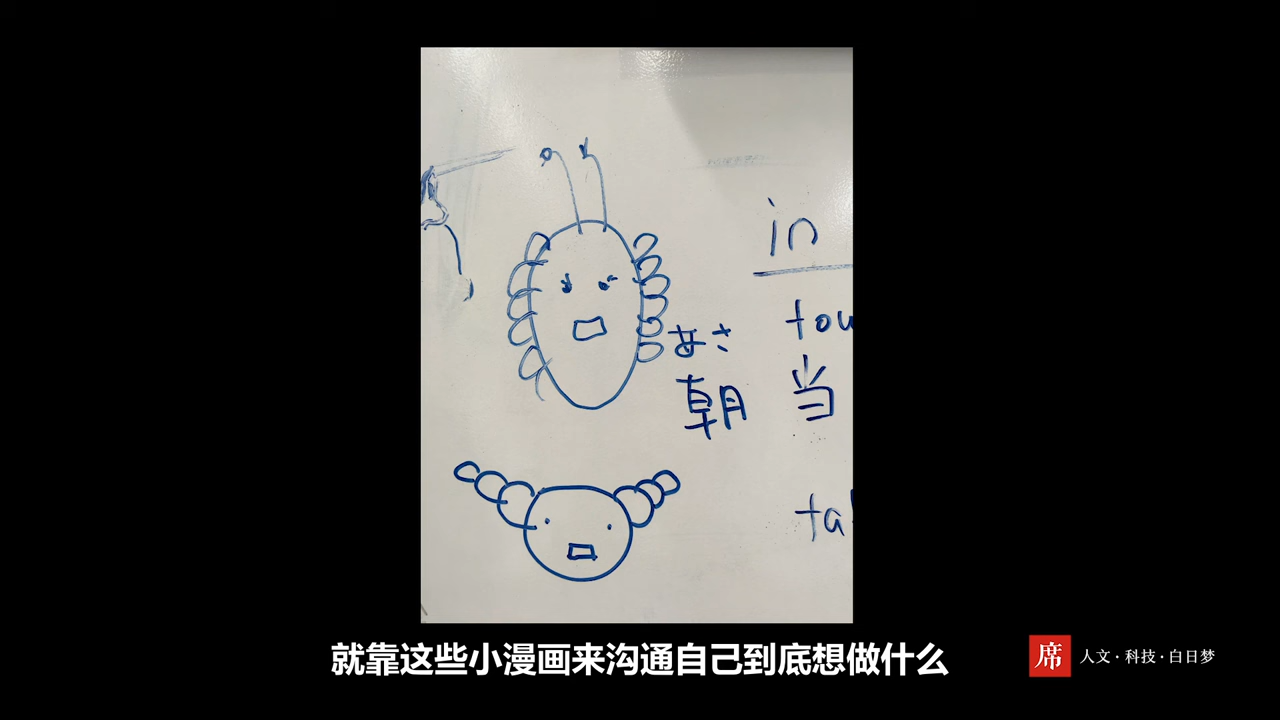 in
あさ
朝
当
就靠这些小漫画来沟通自己到底想做什么
席
人文·科技·白日梦